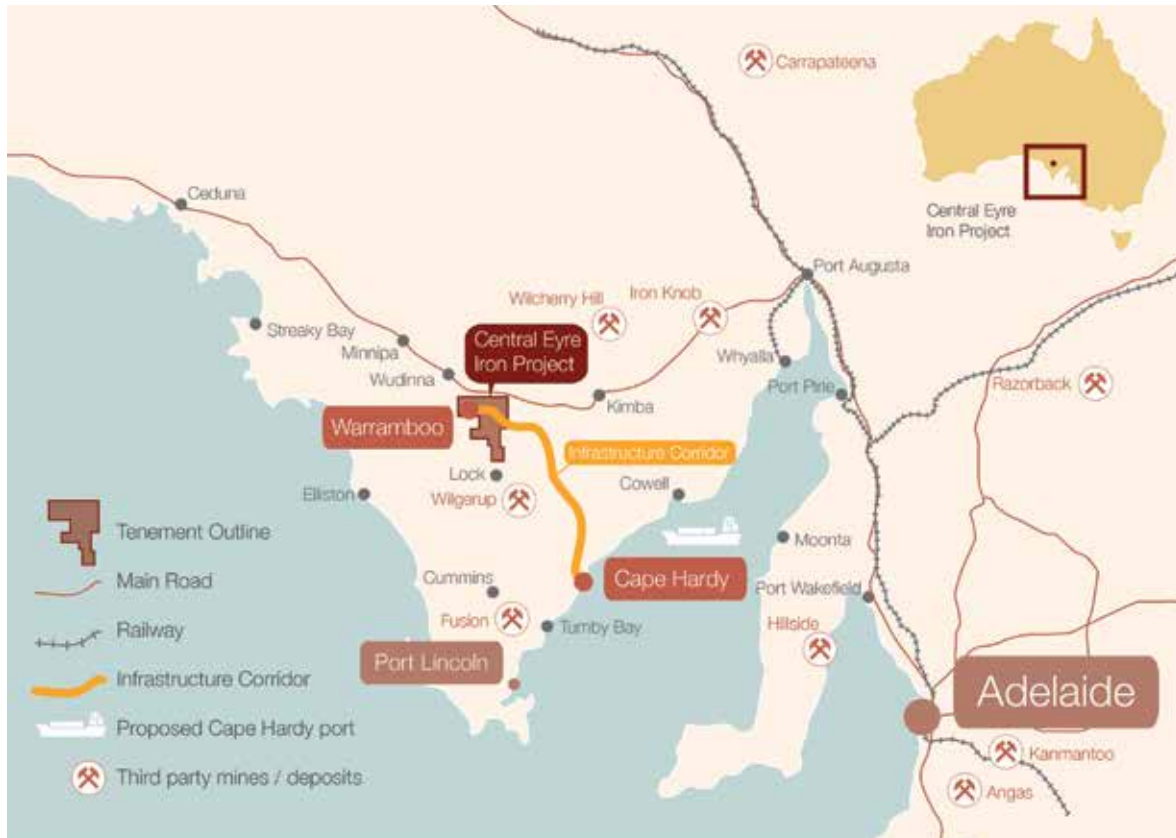 Carrapateena
Ceduna
Central Eyre
Iron Project
Port Augusta
Wilcherry Hill
Iron Knob
Streaky Bay
Minnipa
Central Eyre
Iron Project
Whyalla
Wudinna
Port Pirie
Razorback
Kimba
Warramboo
Infrastructure Corridor
Lock
Elliston
Wilgerup
Cowell
Tenement Outline
Moonta
Main Road
Cummins
Cape Hardy
Port Wakefield
Fusion
Tumby Bay
Hillside
Railway
Port Lincoln
Infrastructure Corridor
Adelaide
Proposed Cape Hardy port
Kanmantoo
Third party mines / deposits
Angas